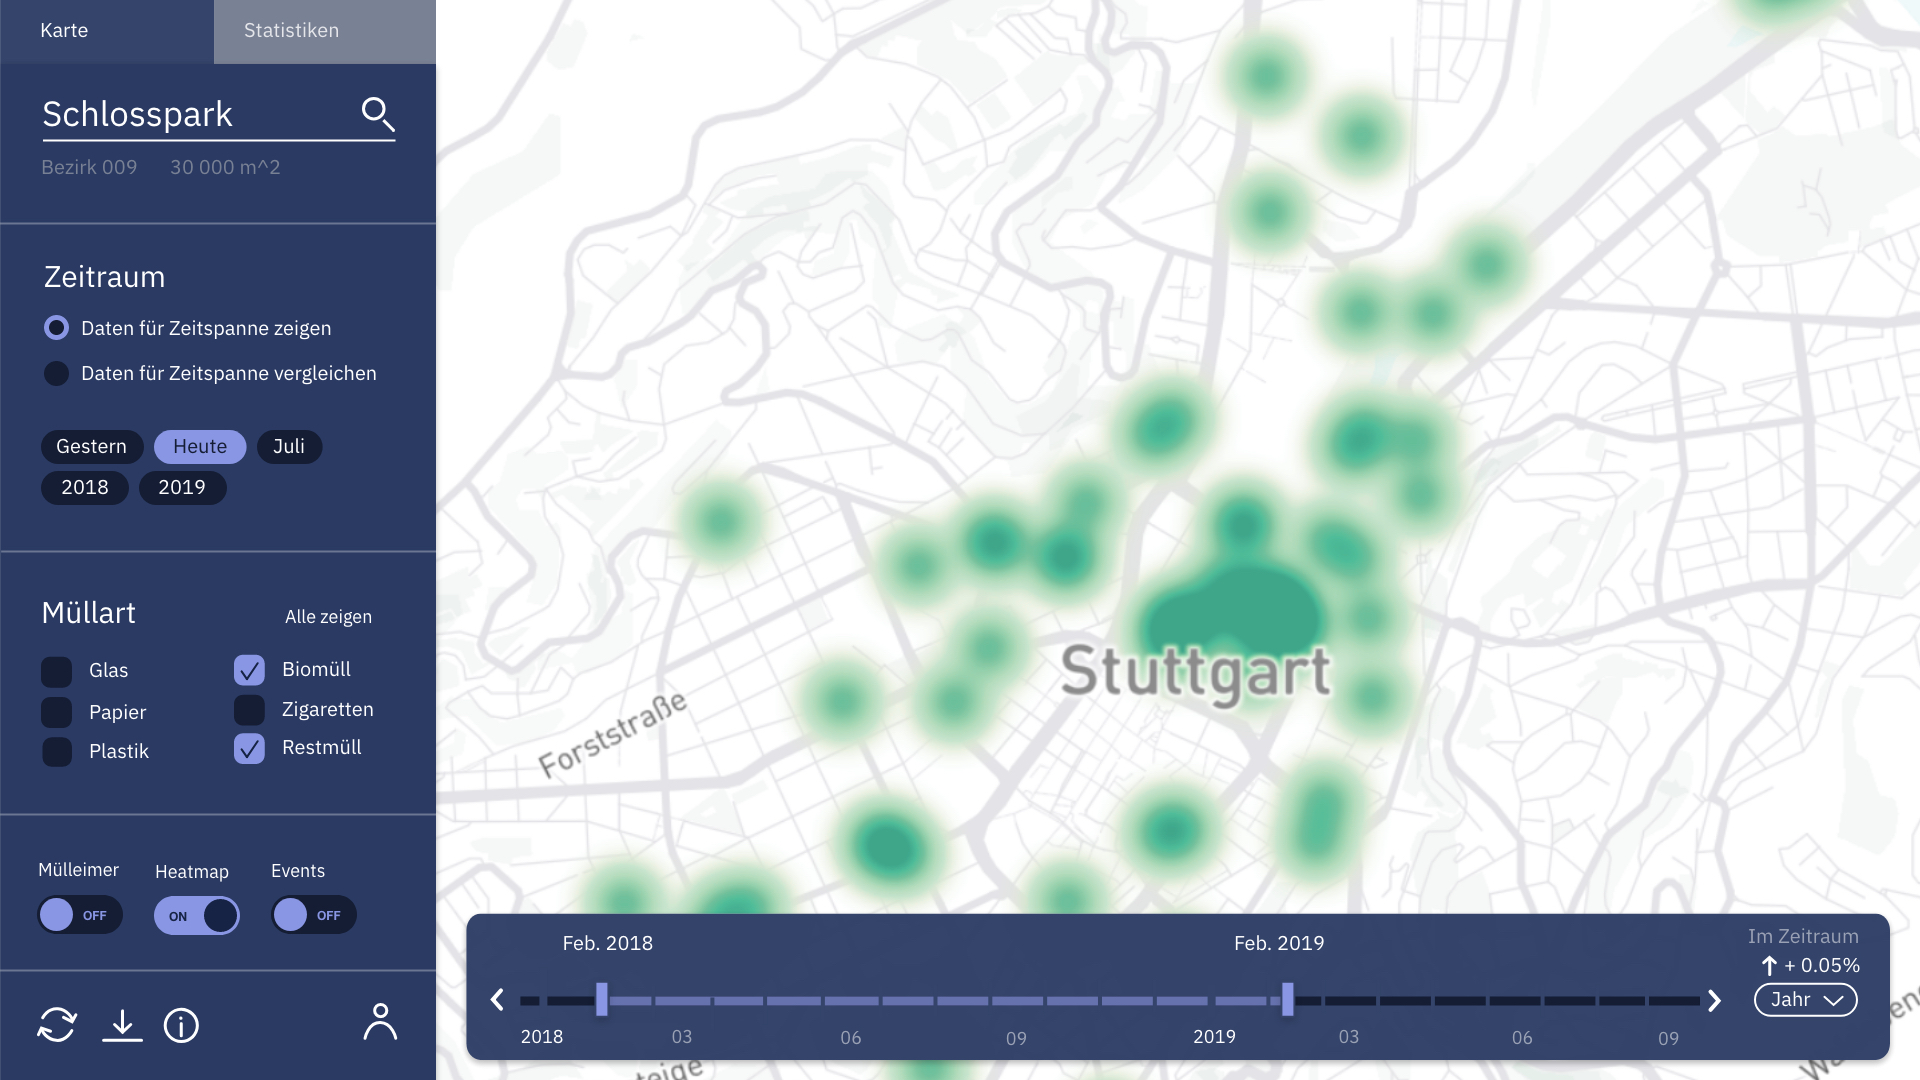 Karte
Statistiken
Schlosspark
Bezirk 009 30 000 m^2
Zeitraum
Daten für Zeitspanne zeigen
Daten für Zeitspanne vergleichen
Gestern Heute Juli
2018 2019
Müllart
Alle zeigen
Glas
Biomüll
Papier
Zigaretten
Plastik
Restmüll
Mülleimer
Heatmap
Events
OFF
ON
OFF
Stuttgart
Forststraße
Feb. 2018
Feb. 2019
Im Zeitraum
+ 0.05%
Jahr
2018 03 06 09 2019 03 06 09